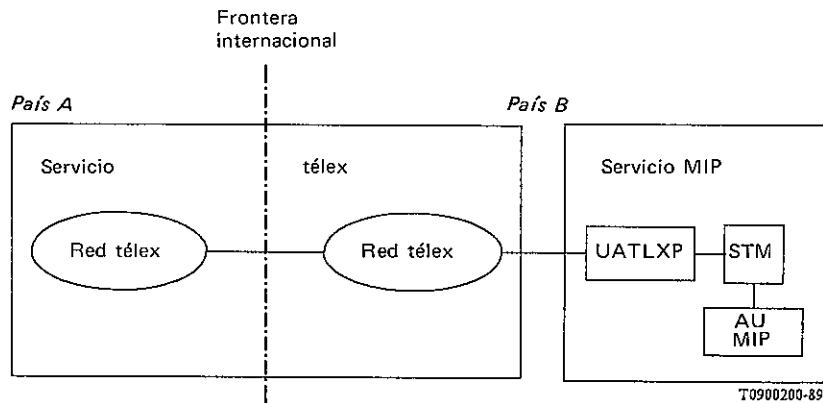 Frontera
internacional
País A
País B
Servicio
télex
Servicio MIP
Red télex
Red télex
UATLXP
STM
AU
MIP
T0900200-89